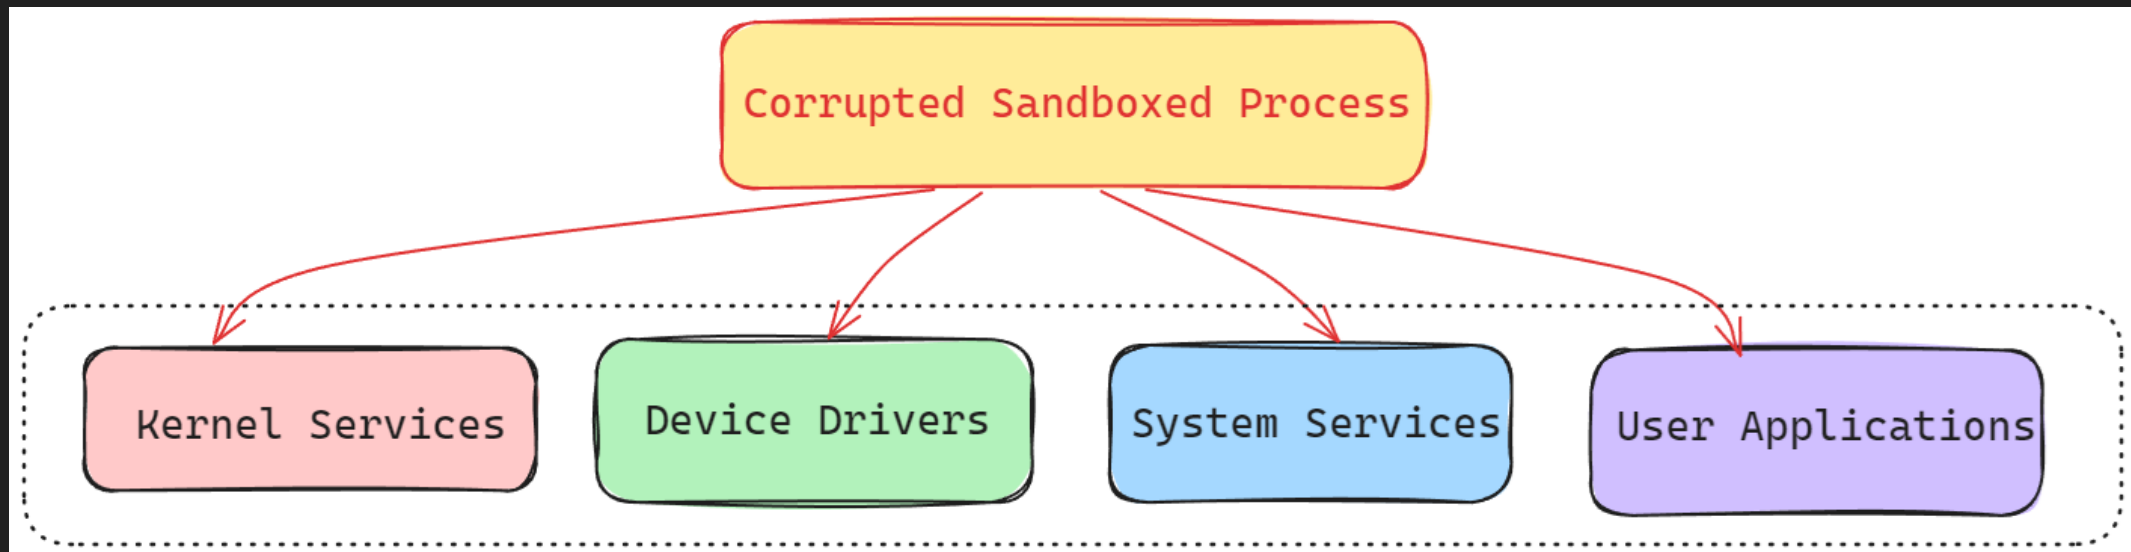 Corrupted Sandboxed Process
Kernel Services
Device Drivers
System Services
User Applications